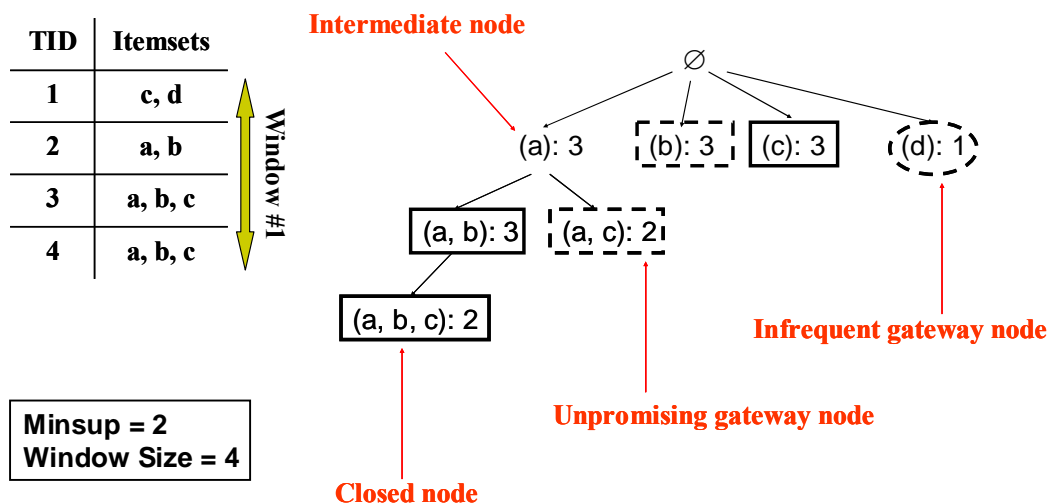 TID Itemsets
1 c, d
2 a, b
3 a, b, c
4 a, b, c
Window #1
Minsup = 2
Window Size = 4
Intermediate node
∅
(a): 3 (b): 3 (c): 3 (d): 1
(a, b): 3 (a, c): 2
(a, b, c): 2
Infrequent gateway node
Unpromising gateway node
Closed node